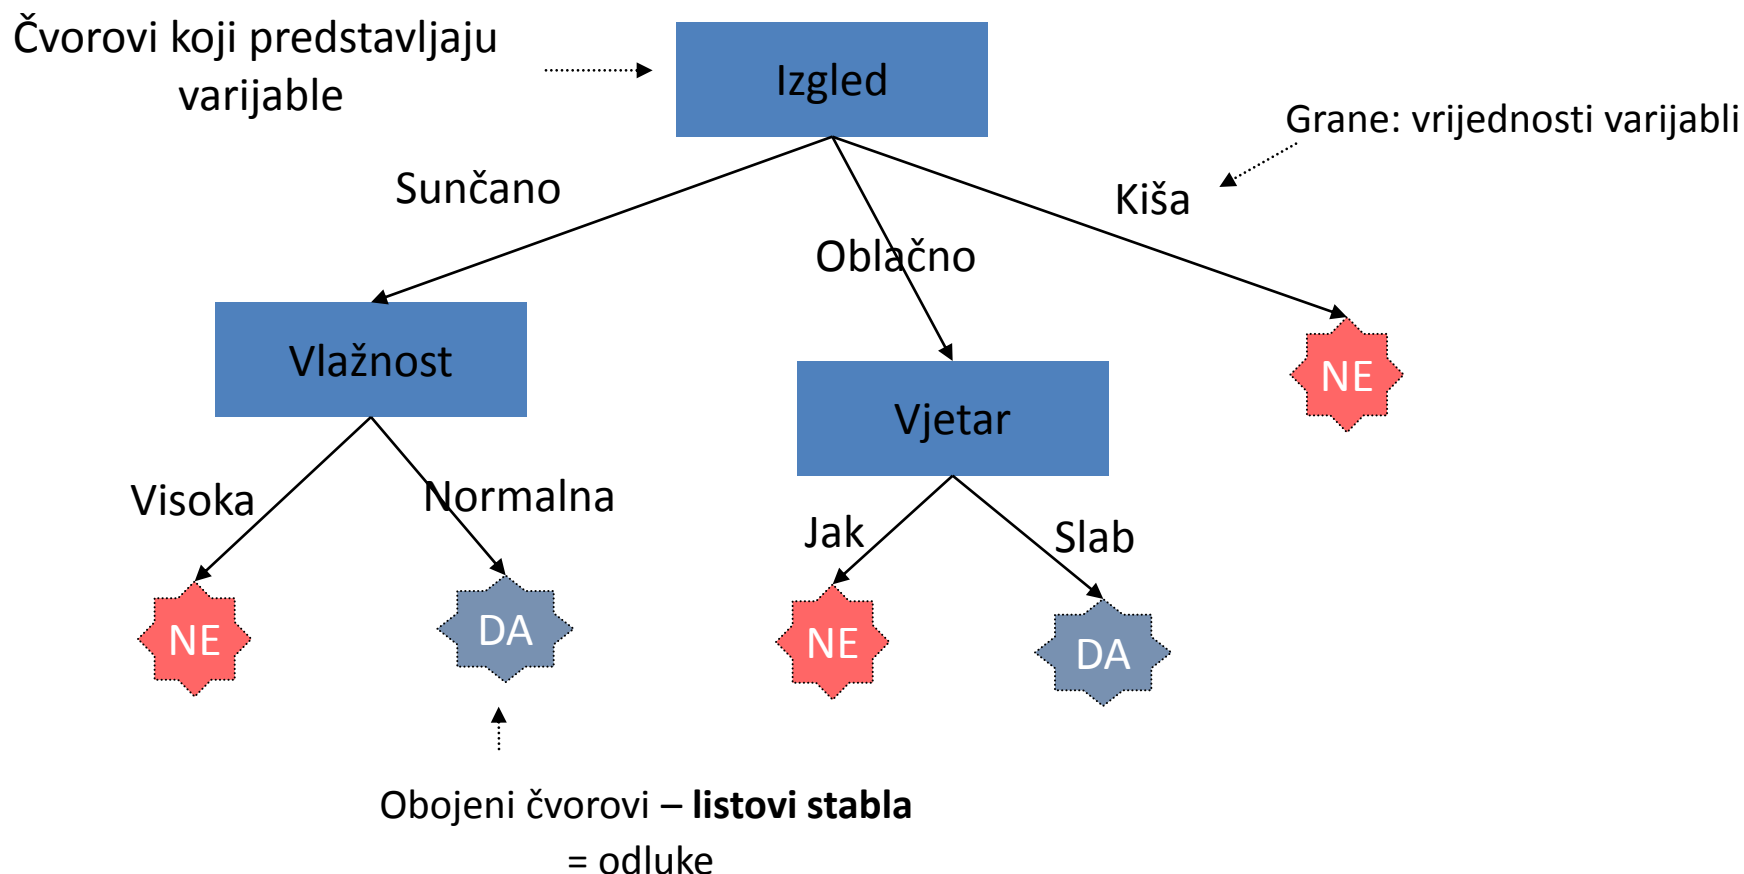 Čvorovi koji predstavljaju
varijable
Izgled
Grane: vrijednosti varijabli
Sunčano
Kiša
Oblačno
Vlažnost
NE
Vjetar
Visoka
Normalna
Jak
Slab
NE
DA
NE
DA
Obojeni čvorovi – listovi stabla
= odluke